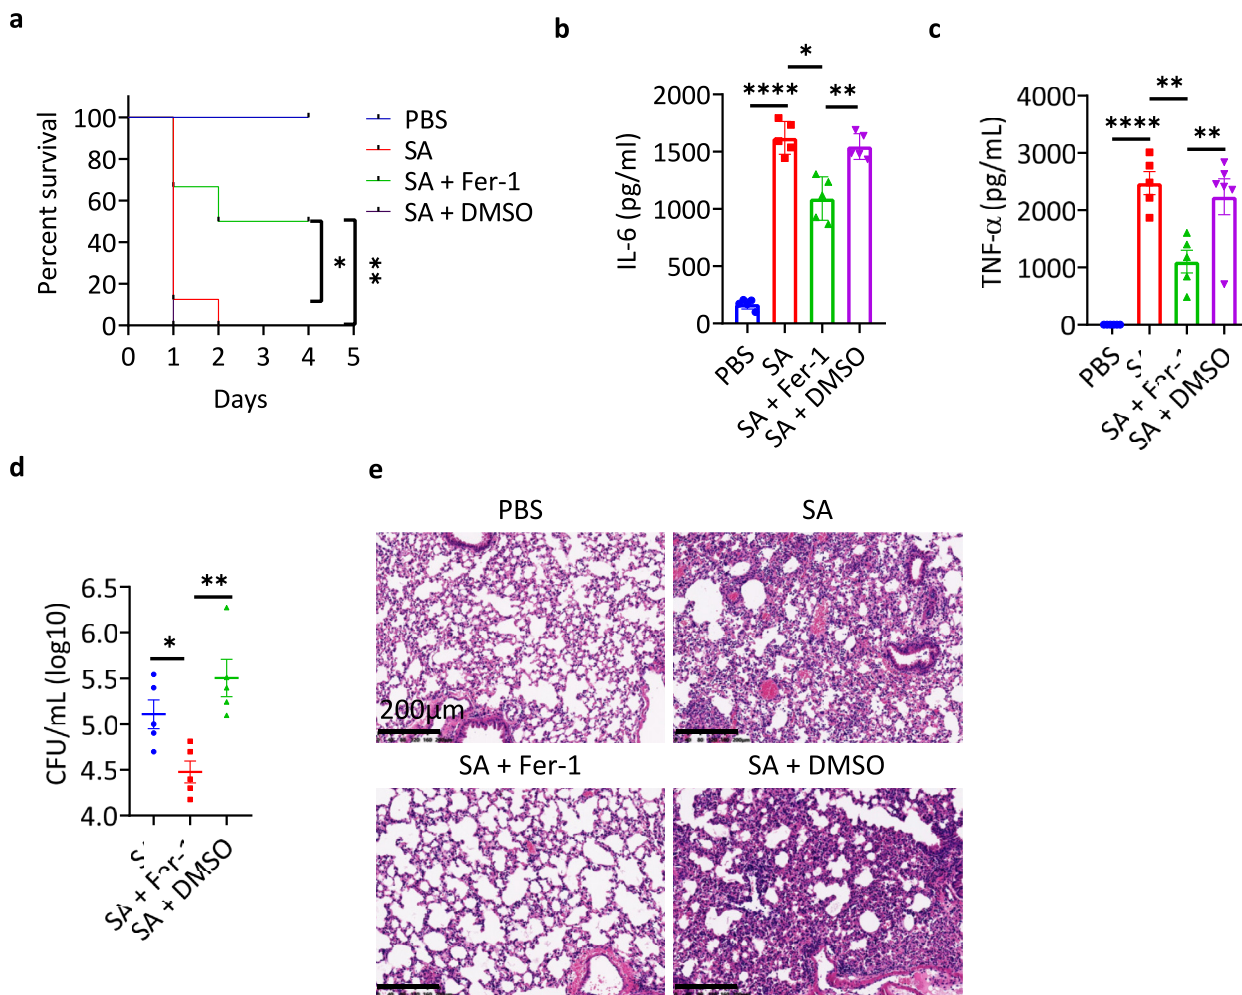 a
Percent survival
100
80
60
40
20
0
0 1 2 3 4 5
Days
PBS
SA
SA + Fer-1
SA + DMSO
*
**
b
IL-6 (pg/ml)
2000
1500
1000
500
0
****
*
**
PBS
SA
SA + Fer-1
SA + DMSO
c
TNF-α (pg/mL)
4000
3000
2000
1000
0
****
**
**
PBS
SA + DMSO
d
CFU/mL (log10)
6.5
6.0
5.5
5.0
4.5
4.0
*
**
SA + DMSO
e
PBS
SA
200μm
SA + Fer-1
SA + DMSO